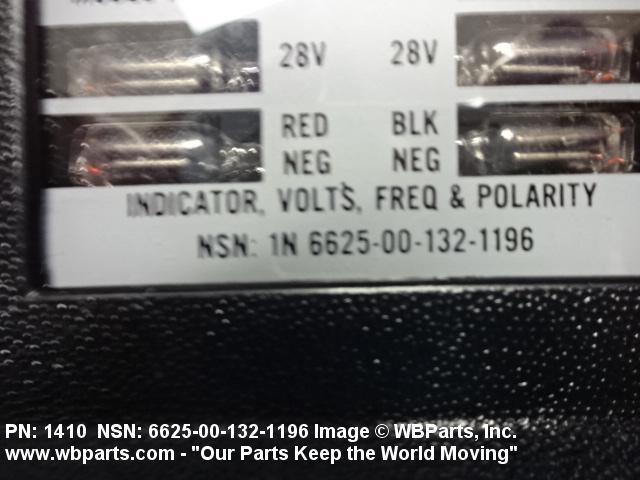 28V 28V
RED BLK
NEG NEG
INDICATOR, VOLTS, FREQ & POLARITY
NSN: 1N 6625-00-132-1196
PN: 1410 NSN: 6625-00-132-1196 Image © WBParts, Inc.
www.wbparts.com - "Our Parts Keep the World Moving"